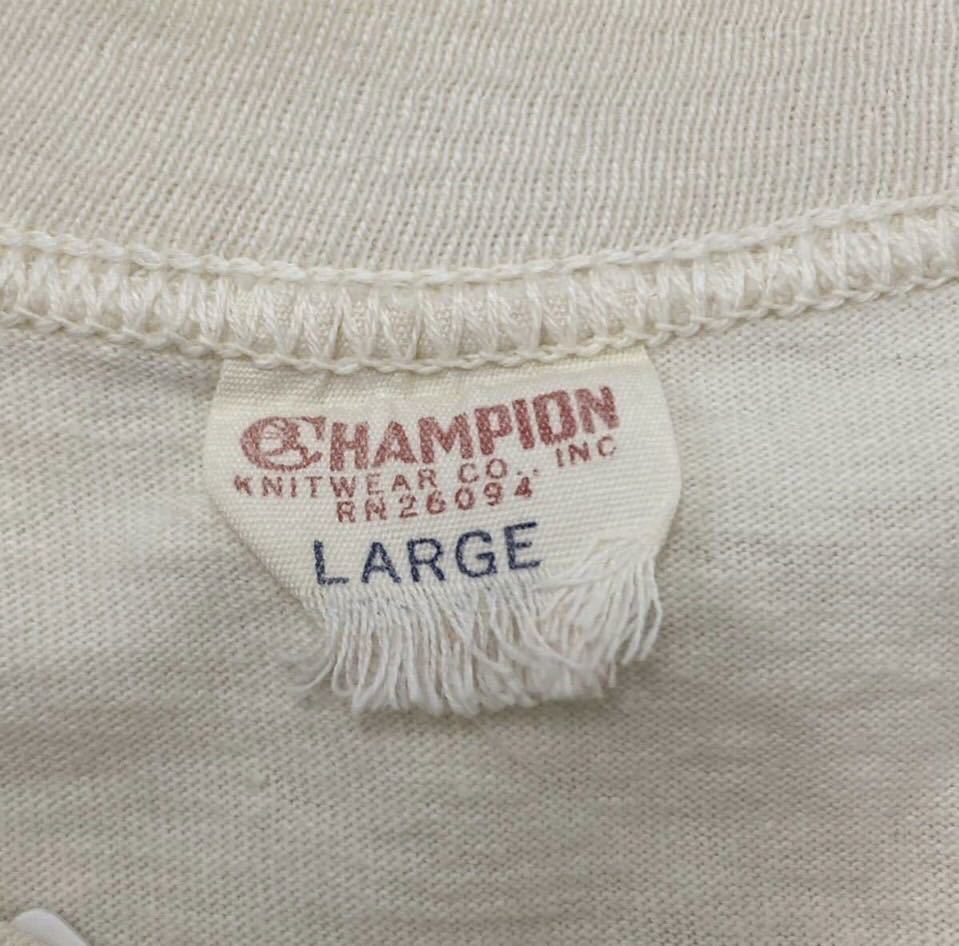 CHAMPION
KNITWEAR CO., INC
RN26094
LARGE